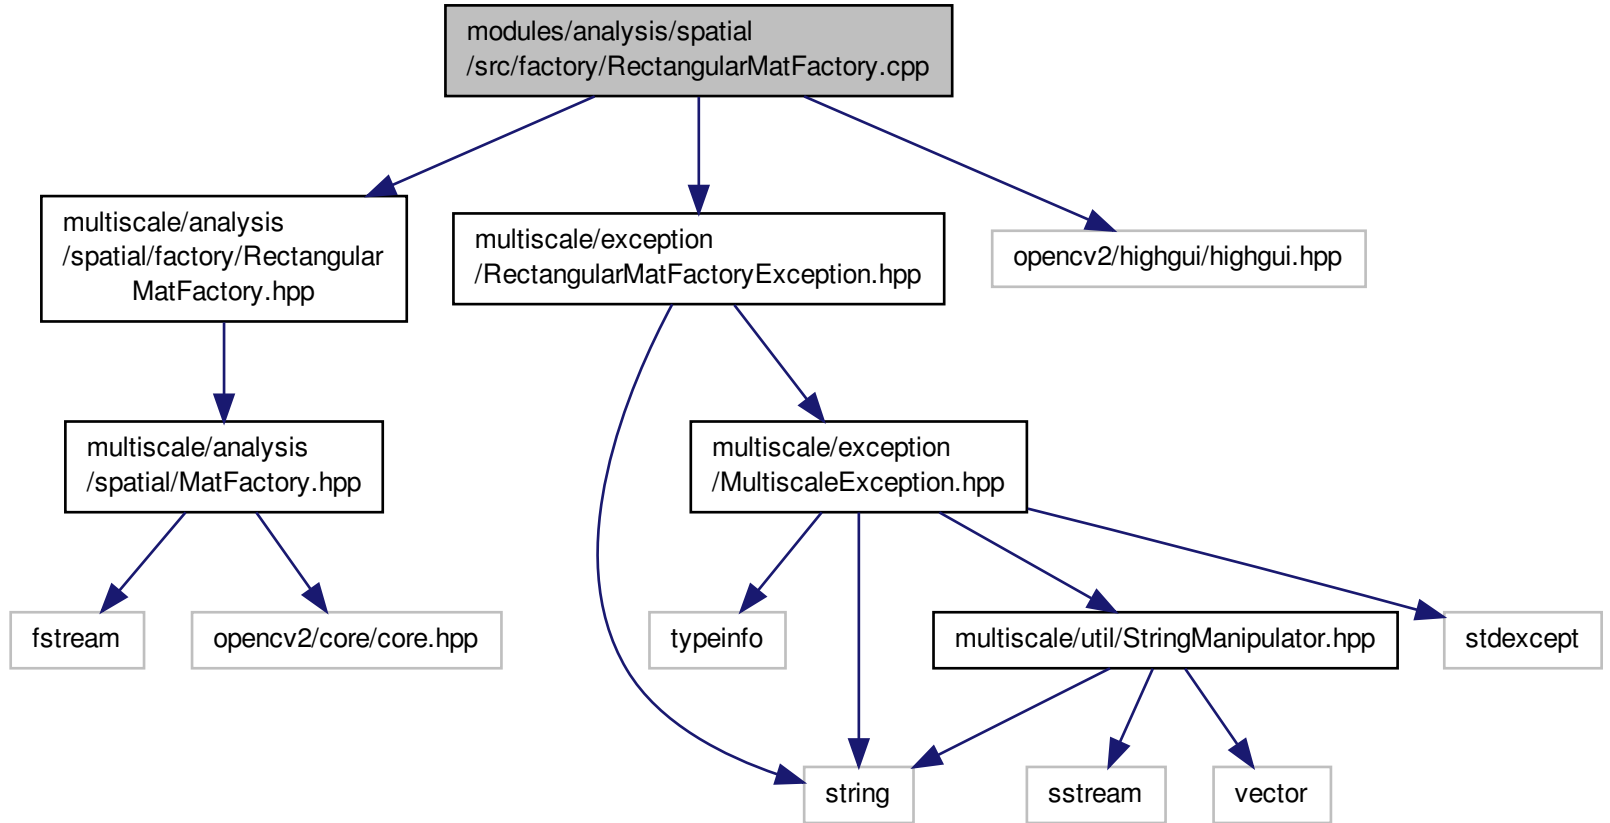 modules/analysis/spatial
/src/factory/RectangularMatFactory.cpp
multiscale/analysis
/spatial/factory/Rectangular
MatFactory.hpp
multiscale/exception
/RectangularMatFactoryException.hpp
opencv2/highgui/highgui.hpp
multiscale/analysis
/spatial/MatFactory.hpp
multiscale/exception
/MultiscaleException.hpp
fstream
opencv2/core/core.hpp
typeinfo
multiscale/util/StringManipulator.hpp
stdexcept
string
sstream
vector